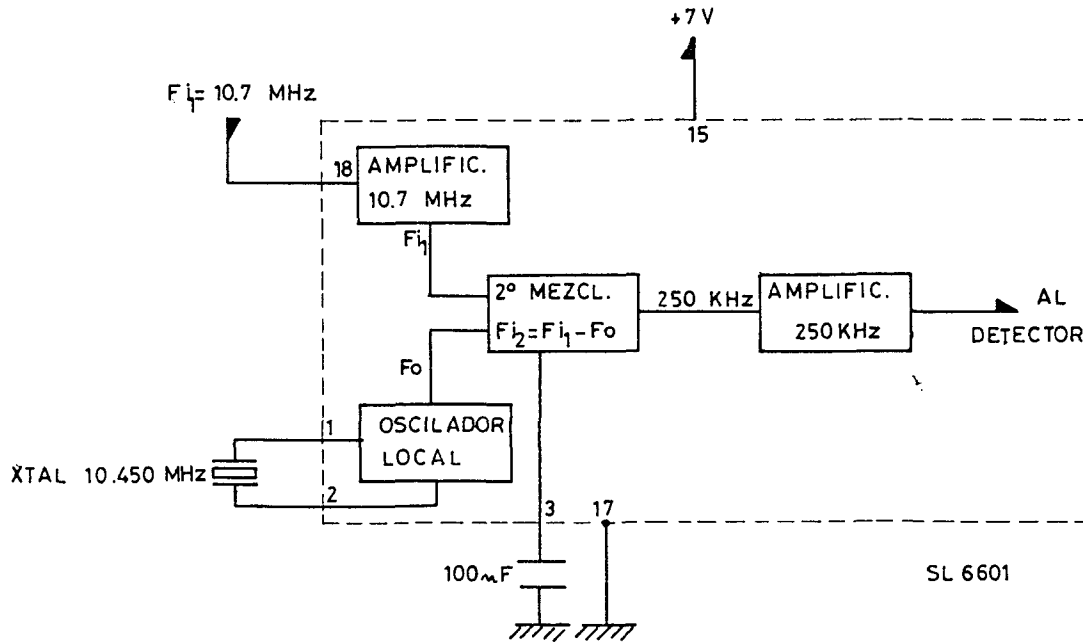 +7 V
Fi1= 10.7 MHz
15
18
AMPLIFIC.
10.7 MHz
Fi1
2º MEZCL.
Fi2=Fi1-Fo
250 KHz
AMPLIFIC.
250KHz
AL
DETECTOR
Fo
1
OSCILADOR
LOCAL
XTAL 10.450 MHz
2
3
17
100nF
SL 6601